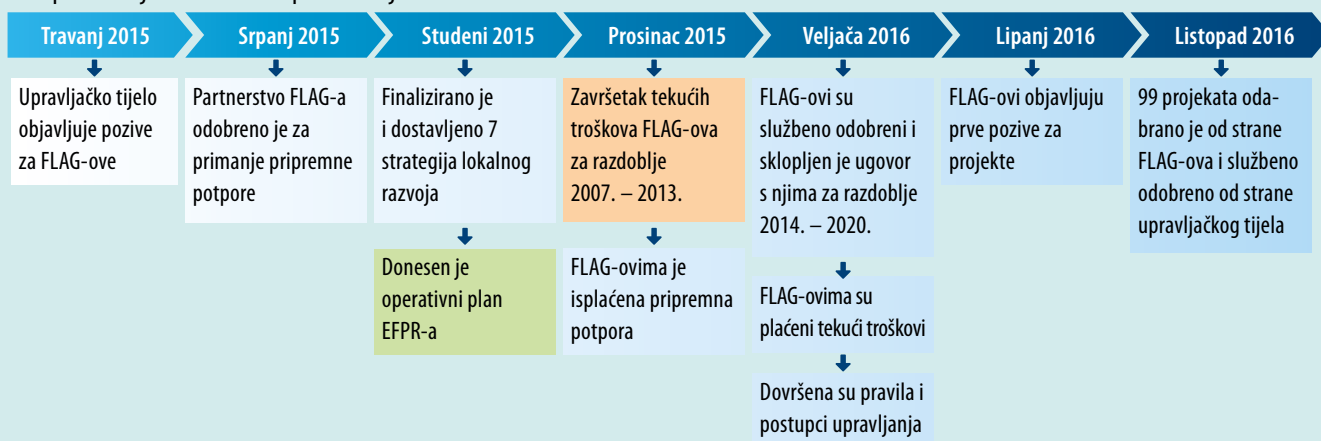 Travanj 2015
Srpanj 2015
Studeni 2015
Prosinac 2015
Veljača 2016
Lipanj 2016
Listopad 2016
Upravljačko tijelo
objavljuje pozive
za FLAG-ove
Partnerstvo FLAG-a
odobreno je za
primanje pripremne
potpore
Finalizirano je
i dostavljeno 7
strategija lokalnog
razvoja
Donesen je
operativni plan
EFPR-a
Završetak tekućih
troškova FLAG-ova
za razdoblje
2007. – 2013.
FLAG-ovima je
isplaćena pripremna
potpora
FLAG-ovi su
službeno odobreni i
sklopljen je ugovor
s njima za razdoblje
2014. – 2020.
FLAG-ovima su
plaćeni tekući troškovi
Dovršena su pravila i
postupci upravljanja
FLAG-ovi objavljuju
prve pozive za
projekte
99 projekata oda-
brano je od strane
FLAG-ova i službeno
odobreno od strane
upravljačkog tijela